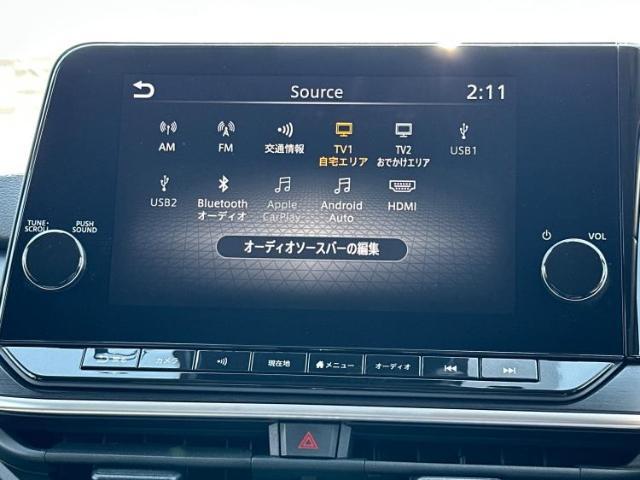 Source
2:11
AM
FM
交通情報
TV1
自宅エリア
TV2
おでかけエリア
USB1
USB2
Bluetooth
オーディオ
Apple
CarPlay
Android
Auto
HDMI
オーディオソースバーの編集
TUNE・
SCROLL
PUSH
SOUND
VOL
カメラ
現在地
メニュー
オーディオ